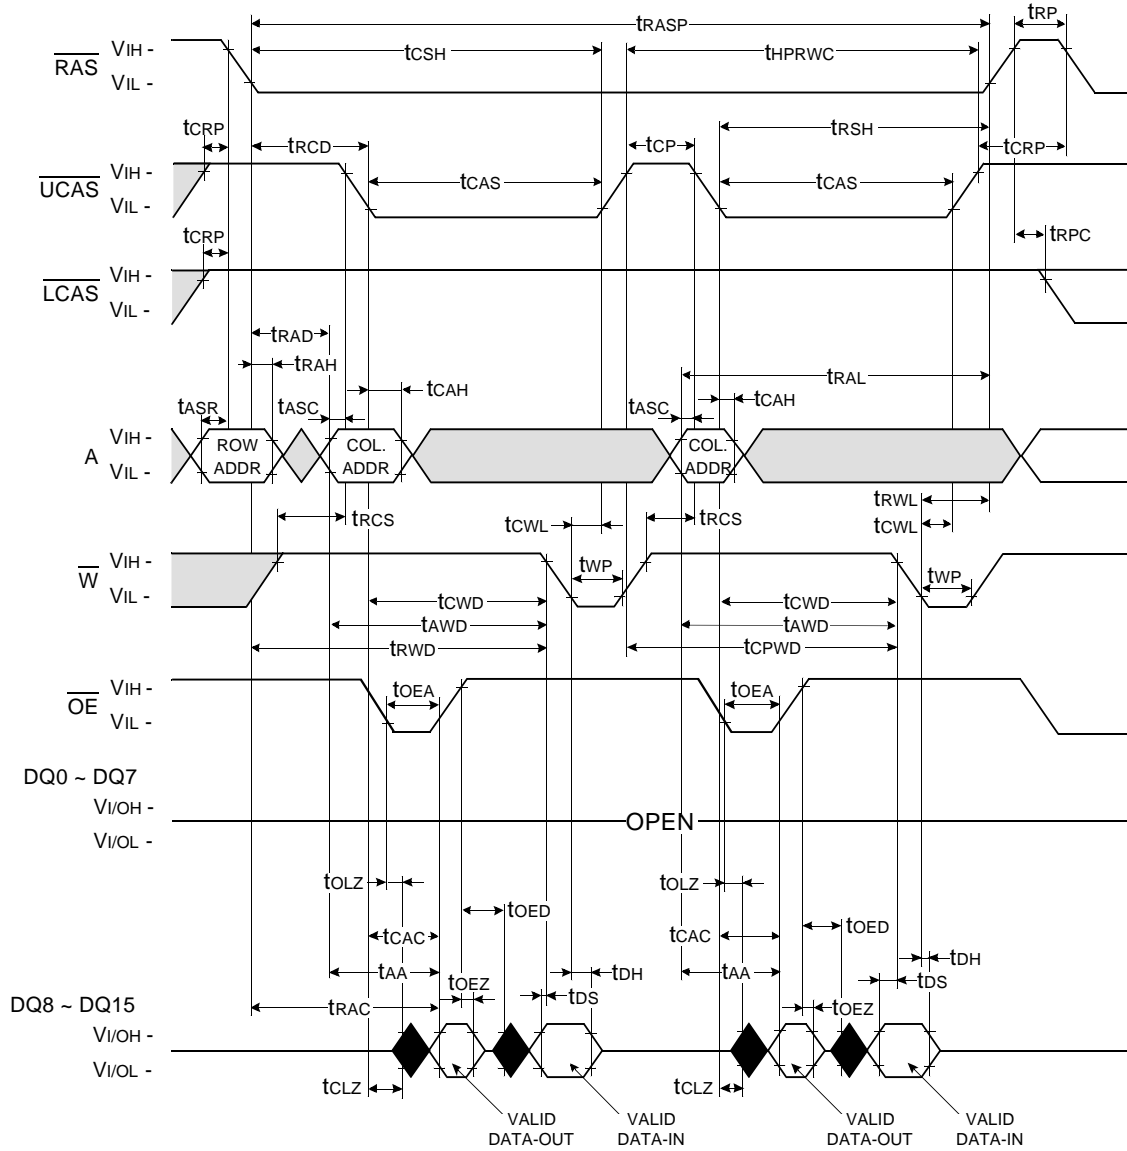 tRASP
tRP
VIH -
RAS
VIL -
tCSH
tHPRWC
tCRP
tRCD
tCP
tRSH
tCRP
VIH -
UCAS
VIL -
tCAS
tCAS
tCRP
tRPC
VIH -
LCAS
VIL -
tRAD
tRAH
tCAH
tRAL
tASR
tASC
tASC
tCAH
VIH -
A
VIL -
ROW
ADDR
COL.
ADDR
COL.
ADDR
tRWL
tRCS
tCWL
tRCS
tCWL
VIH -
W
VIL -
tWP
tWP
tCWD
tCWD
tAWD
tAWD
tRWD
tCPWD
VIH -
OE
VIL -
tOEA
tOEA
DQ0 ~ DQ7
VI/OH -
OPEN
VI/OL -
tOLZ
tOLZ
tOED
tOED
tCAC
tCAC
tDH
tAA
tDH
tAA
tOEZ
tDS
tDS
tOEZ
DQ8 ~ DQ15
tRAC
VI/OH -
VI/OL -
tCLZ
tCLZ
VALID
DATA-OUT
VALID
DATA-IN
VALID
DATA-OUT
VALID
DATA-IN